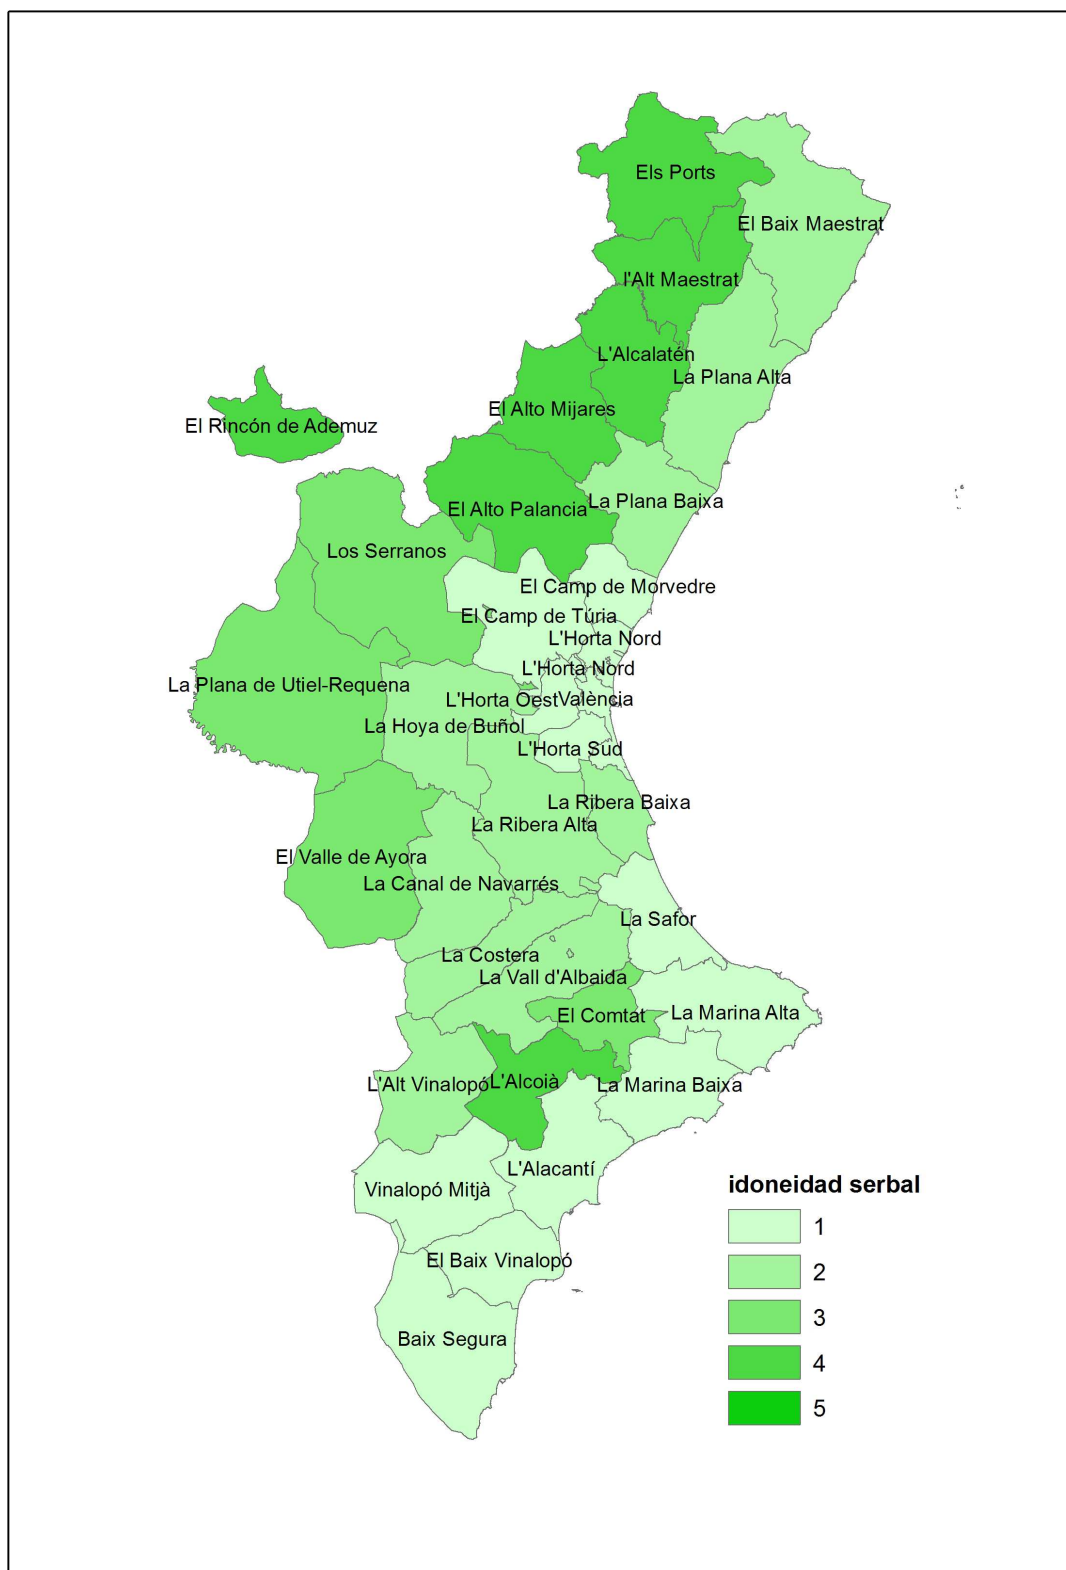 Els Ports
El Baix Maestrat
l'Alt Maestrat
L'Alcalatén
La Plana Alta
El Alto Mijares
El Rincón de Ademuz
La Plana Baixa
El Alto Palancia
Los Serranos
El Camp de Morvedre
El Camp de Túria
L'Horta Nord
L'Horta Nord
La Plana de Utiel-Requena
L'Horta Oest
València
La Hoya de Buñol
L'Horta Sud
La Ribera Baixa
La Ribera Alta
El Valle de Ayora
La Canal de Navarrés
La Safor
La Costera
La Vall d'Albaida
El Comtat
La Marina Alta
L'Alt Vinalopó
L'Alcoià
La Marina Baixa
L'Alacantí
Vinalopó Mitjà
El Baix Vinalopó
Baix Segura
idoneidad serbal
1
2
3
4
5